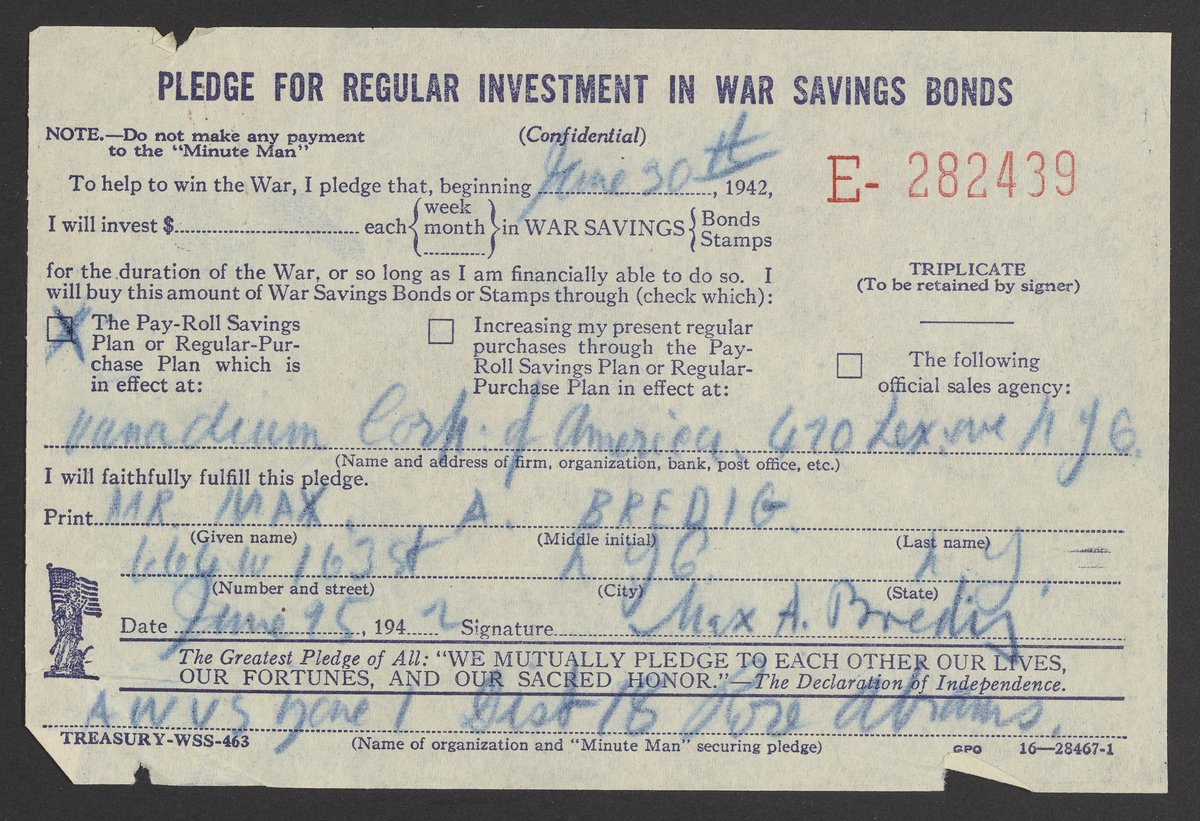 PLEDGE FOR REGULAR INVESTMENT IN WAR SAVINGS BONDS
NOTE.—Do not make any payment
to the "Minute Man"
(Confidential)
To help to win the War, I pledge that, beginning June 30th, 1942,
E- 282439
I will invest $ each {week month} in WAR SAVINGS {Bonds Stamps
for the duration of the War, or so long as I am financially able to do so. I
will buy this amount of War Savings Bonds or Stamps through (check which):
TRIPLICATE
(To be retained by signer)
X The Pay-Roll Savings
Plan or Regular-Pur-
chase Plan which is
in effect at:
Increasing my present regular
purchases through the Pay-
Roll Savings Plan or Regular-
Purchase Plan in effect at:
The following
official sales agency:
Vanadium Corp. of America, 420 Lex. ave N Y C.
(Name and address of firm, organization, bank, post office, etc.)
I will faithfully fulfill this pledge.
Print MR. MAX. A. BREDIG
(Given name) (Middle initial) (Last name)
W 163 St N Y C. N Y.
(Number and street) (City) (State)
Date June 25, 1942 Signature Max A. Bredig
The Greatest Pledge of All: "WE MUTUALLY PLEDGE TO EACH OTHER OUR LIVES,
OUR FORTUNES, AND OUR SACRED HONOR."—The Declaration of Independence.
AWVS Zone 1 Dist 18 Rose Abrams.
TREASURY-WSS-463 (Name of organization and "Minute Man" securing pledge) GPO 16—28467-1